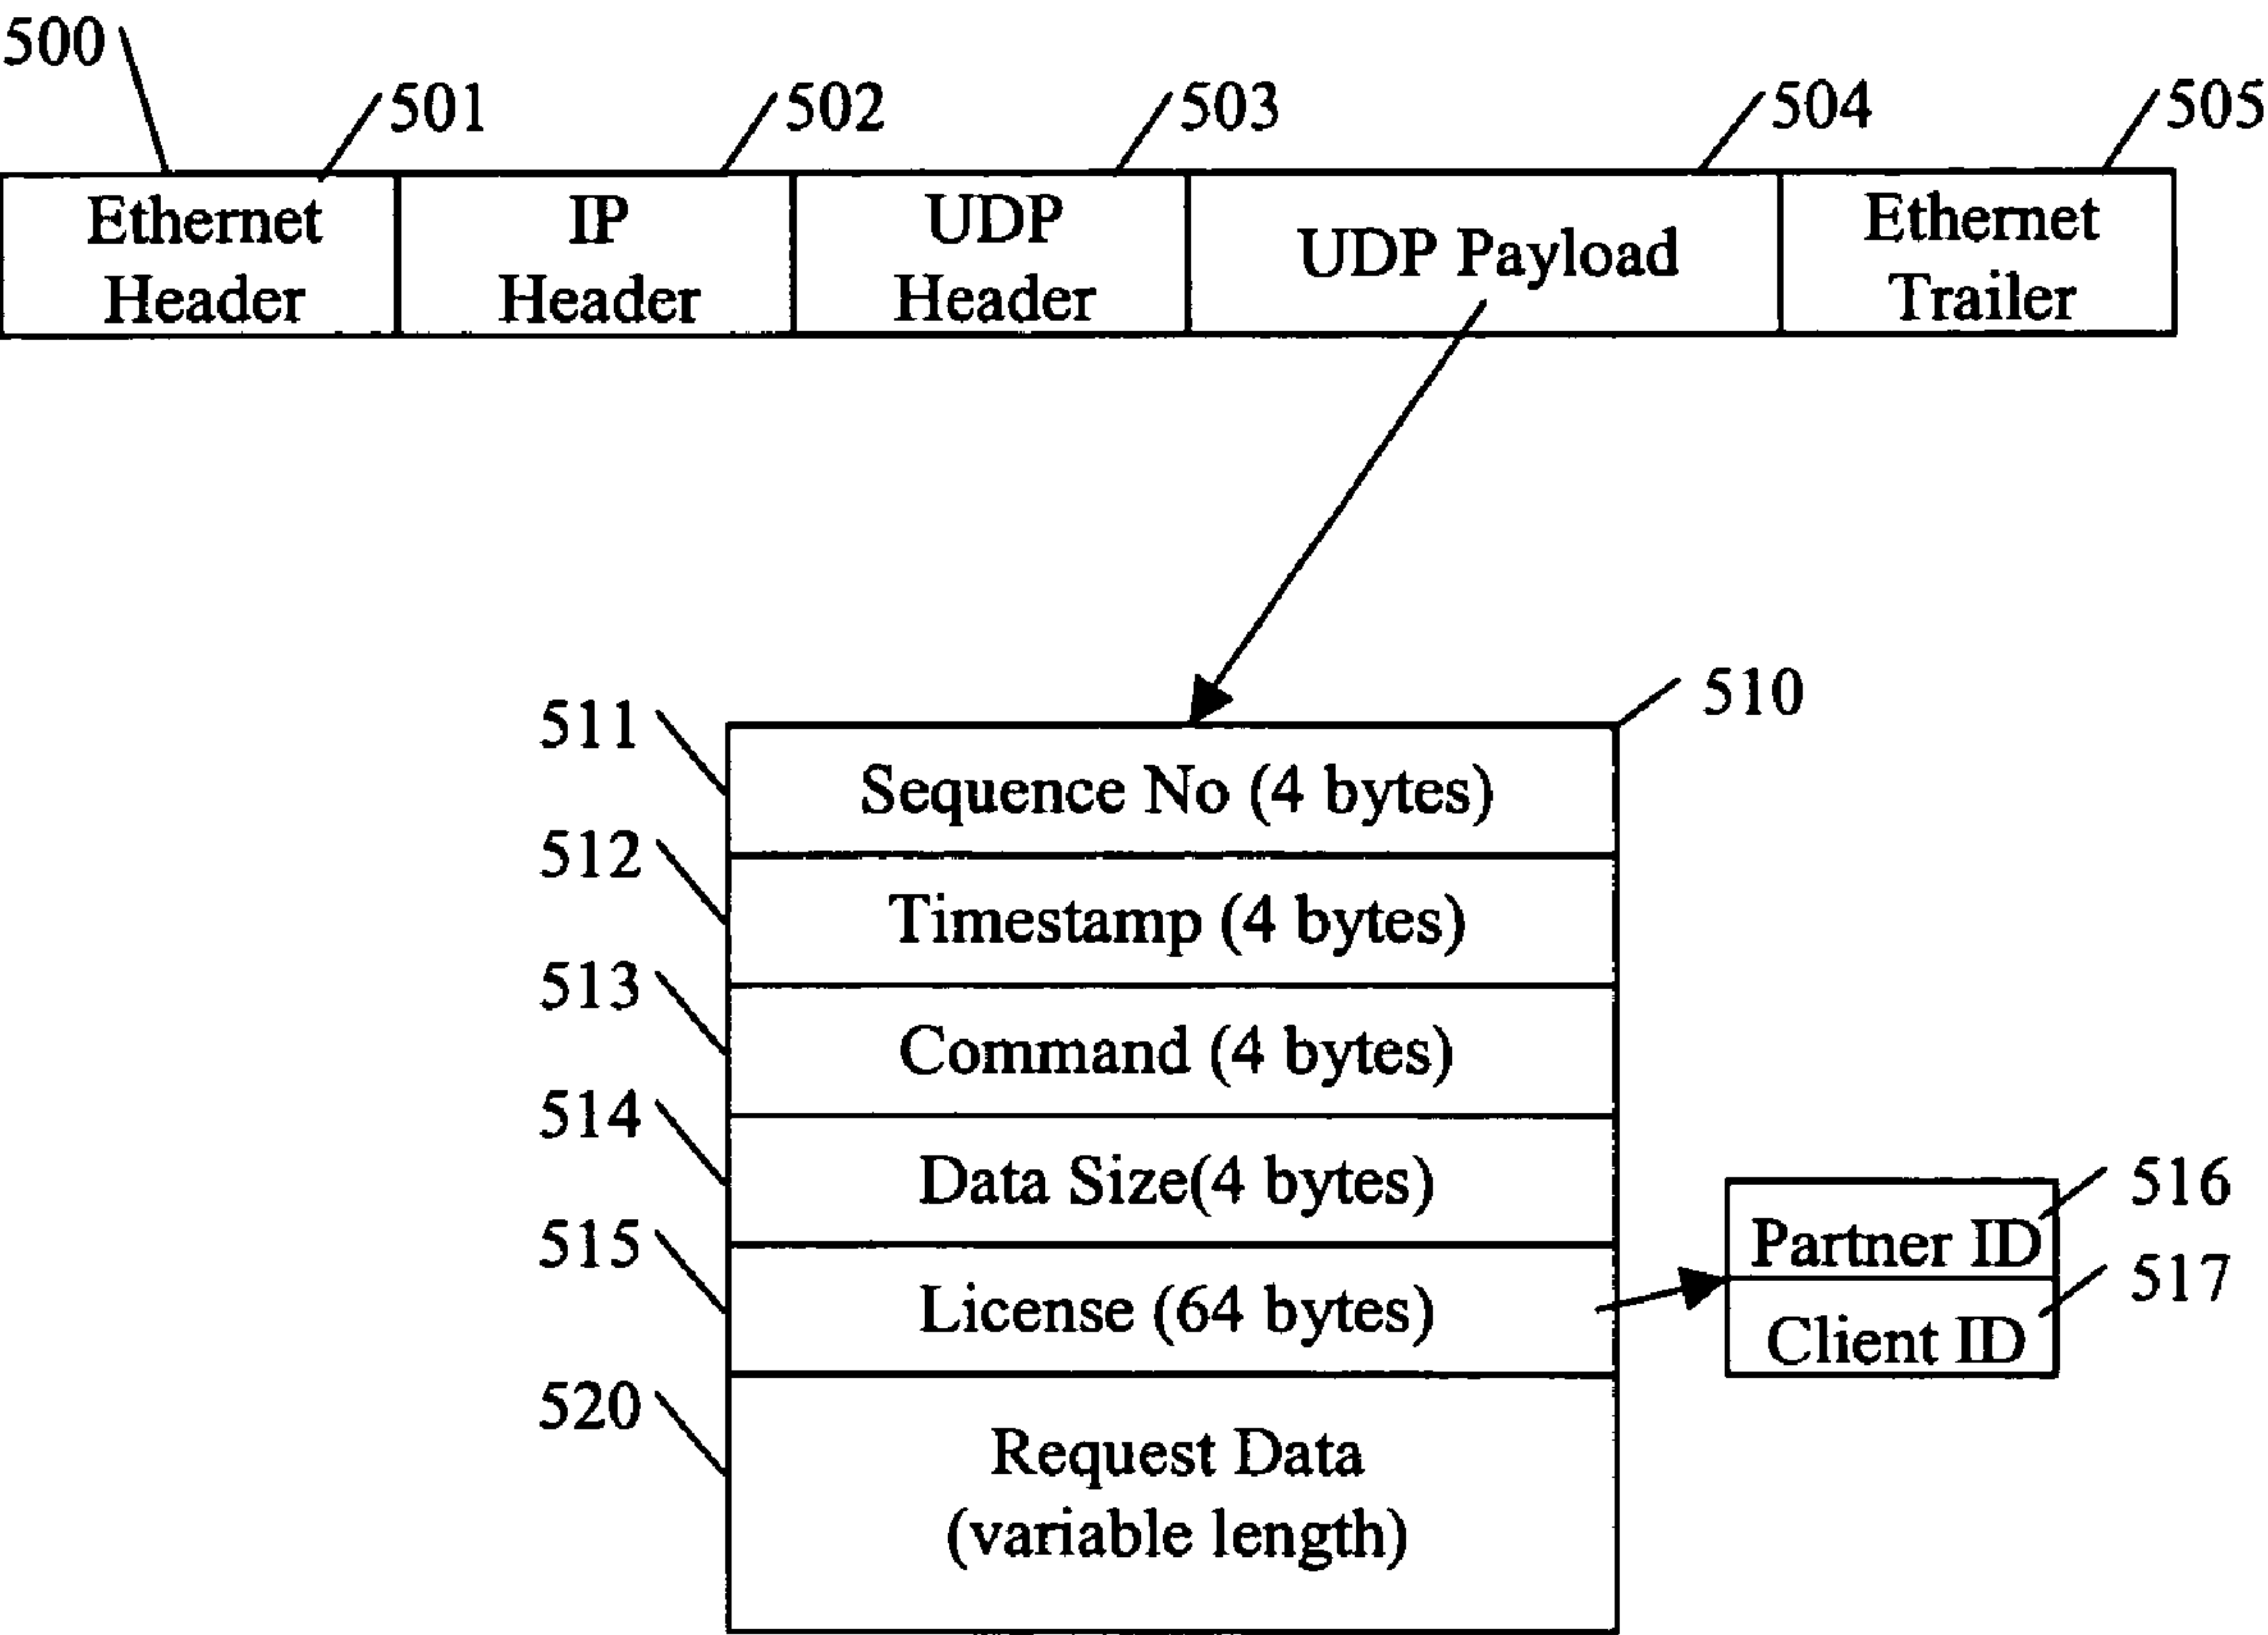 500
501
502
503
504
505
Ethernet
Header
IP
Header
UDP
Header
UDP Payload
Ethernet
Trailer
510
511
Sequence No (4 bytes)
512
Timestamp (4 bytes)
513
Command (4 bytes)
514
Data Size(4 bytes)
515
License (64 bytes)
516
Partner ID
517
Client ID
520
Request Data
(variable length)